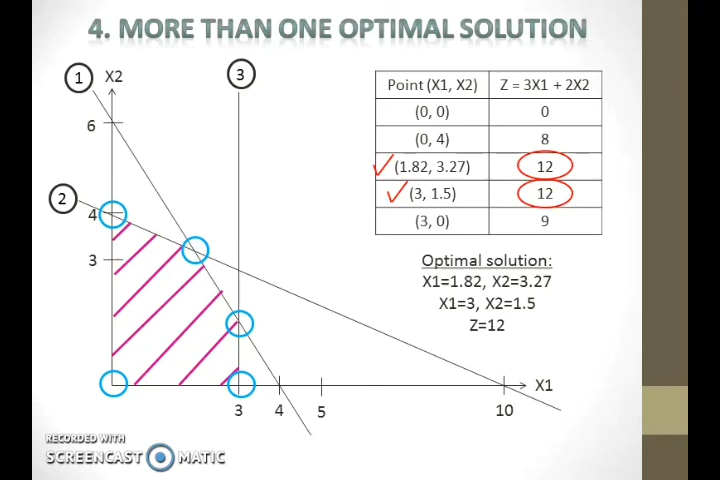 4. MORE THAN ONE OPTIMAL SOLUTION
1
X2
3
6
2
4
3
3
4
5
10
X1
Point (X1, X2) Z = 3X1 + 2X2
(0, 0) 0
(0, 4) 8
(1.82, 3.27) 12
(3, 1.5) 12
(3, 0) 9
Optimal solution:
X1=1.82, X2=3.27
X1=3, X2=1.5
Z=12
RECORDED WITH
SCREENCAST MATIC